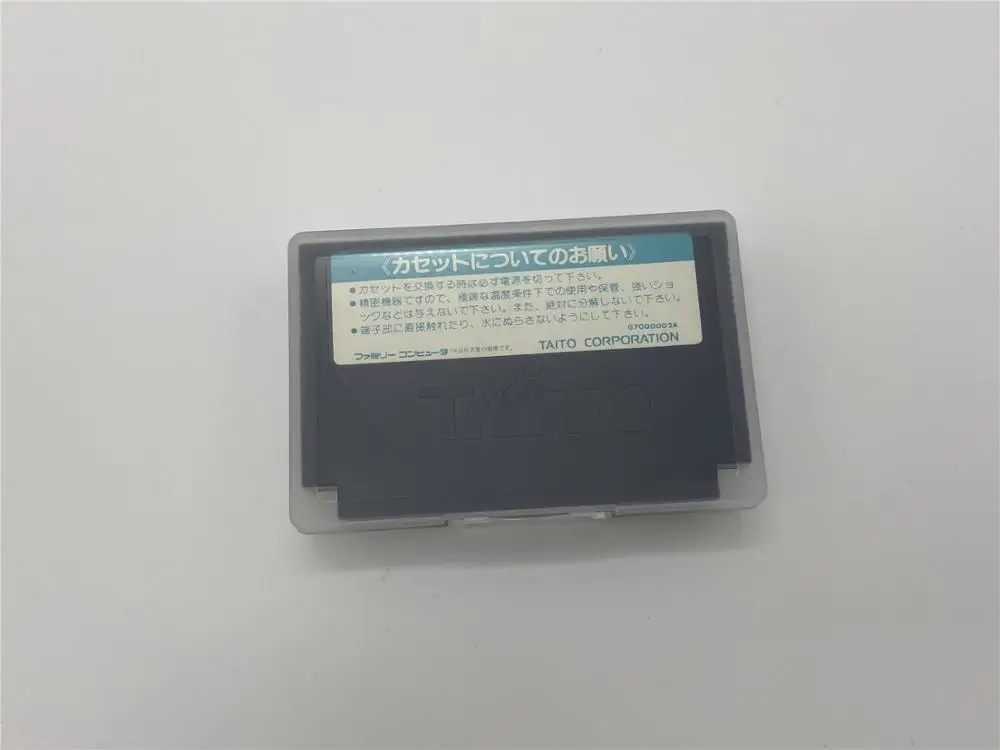 《カセットについてのお願い》
●カセットを交換する時は必ず電源を切って下さい。
●精密機器ですので、極端な温度条件下での使用や保管、強いショ
ックなどは与えないで下さい。また、絶対に分解しないで下さい。
●端子部に直接触れたり、水にぬらさないようにして下さい。
G7000002A
ファミリーコンピュータ TAITO CORPORATION
TAITO